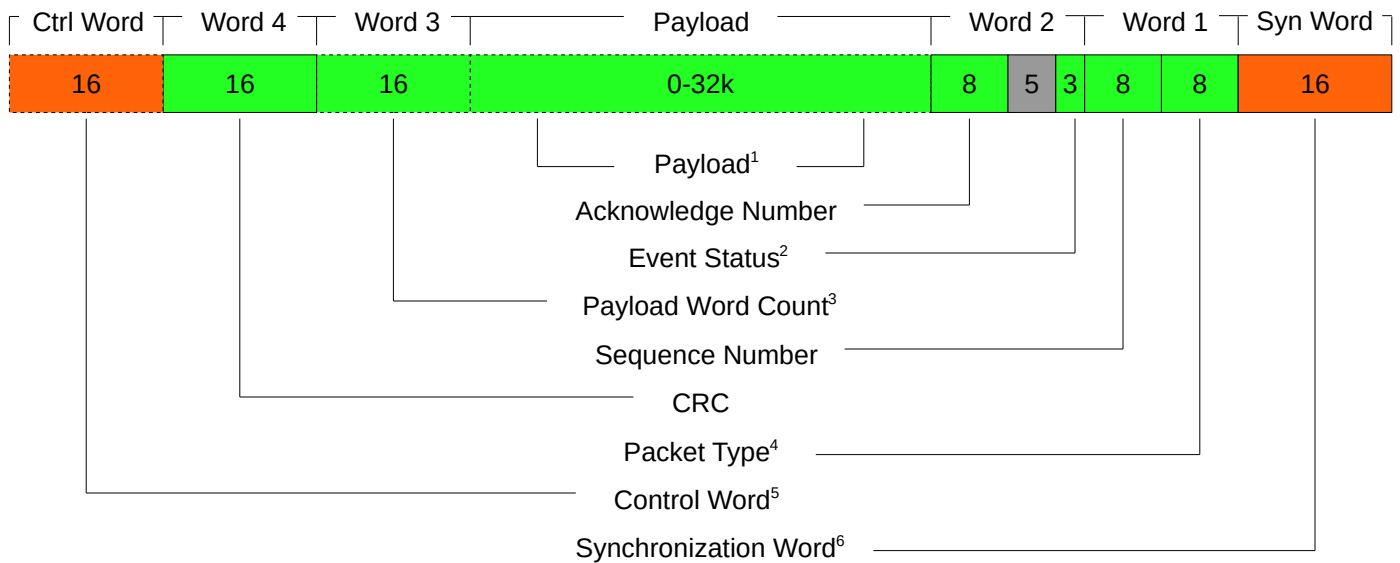 Ctrl Word Word 4 Word 3 Payload Word 2 Word 1 Syn Word
16 16 16 0-32k 8 5 3 8 8 16
Payload¹
Acknowledge Number
Event Status²
Payload Word Count³
Sequence Number
CRC
Packet Type⁴
Control Word⁵
Synchronization Word⁶